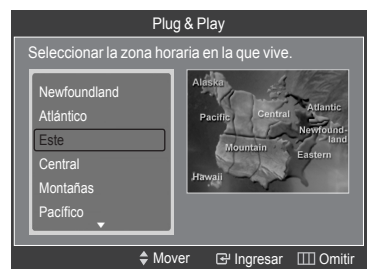 Plug & Play
Seleccionar la zona horaria en la que vive.
Newfoundland
Atlántico
Este
Central
Montañas
Pacífico
Alaska
Pacific
Central
Atlantic
Newfound-
land
Mountain
Eastern
Hawaii
Mover Ingresar Omitir